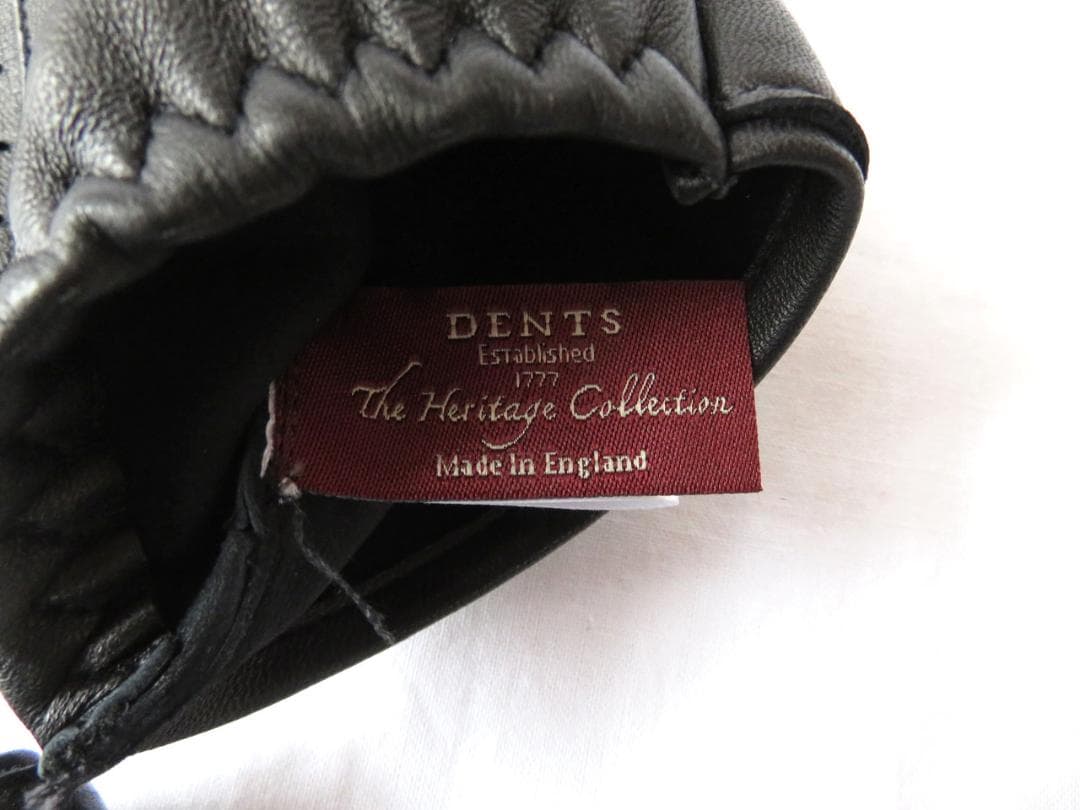 DENTS
Established
1777
The Heritage Collection
Made In England